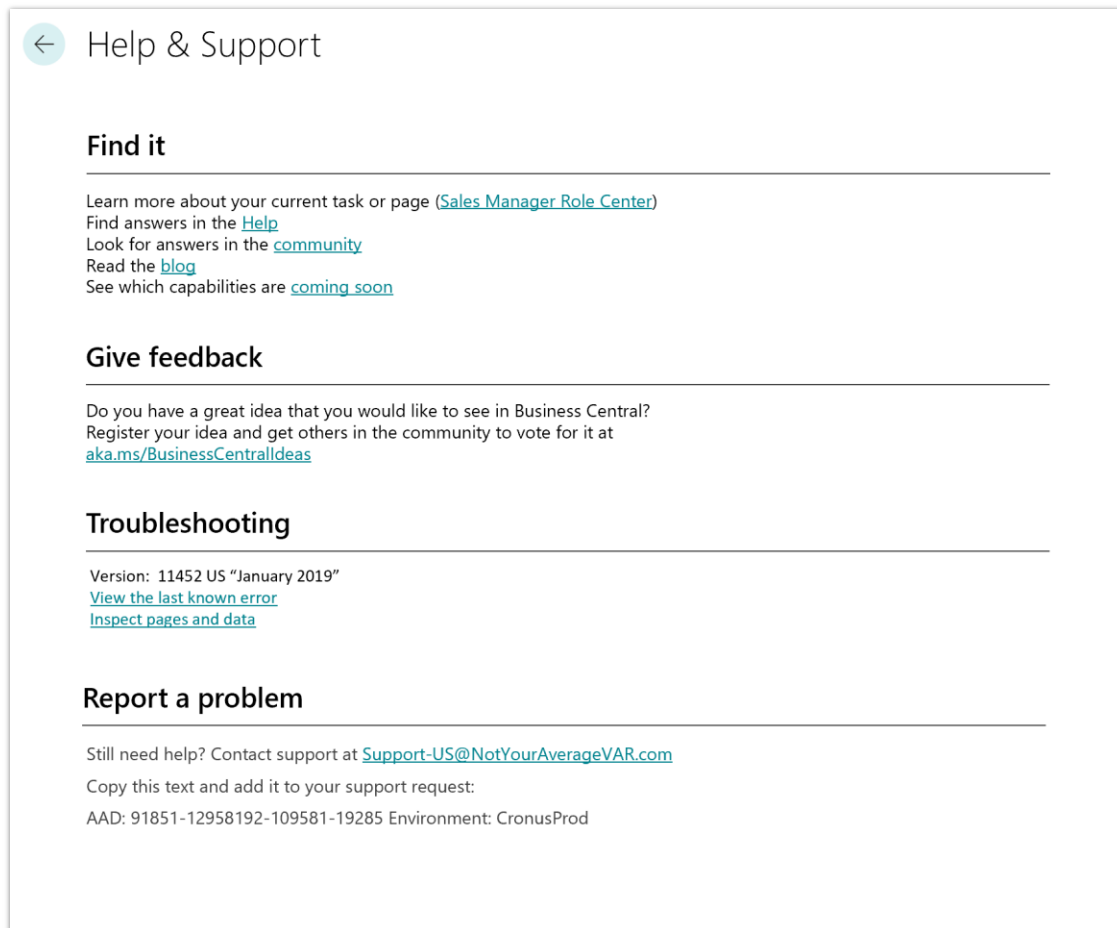 Help & Support
Find it
Learn more about your current task or page (Sales Manager Role Center)
Find answers in the Help
Look for answers in the community
Read the blog
See which capabilities are coming soon
Give feedback
Do you have a great idea that you would like to see in Business Central?
Register your idea and get others in the community to vote for it at
aka.ms/BusinessCentralIdeas
Troubleshooting
Version: 11452 US “January 2019”
View the last known error
Inspect pages and data
Report a problem
Still need help? Contact support at Support-US@NotYourAverageVAR.com
Copy this text and add it to your support request:
AAD: 91851-12958192-109581-19285 Environment: CronusProd